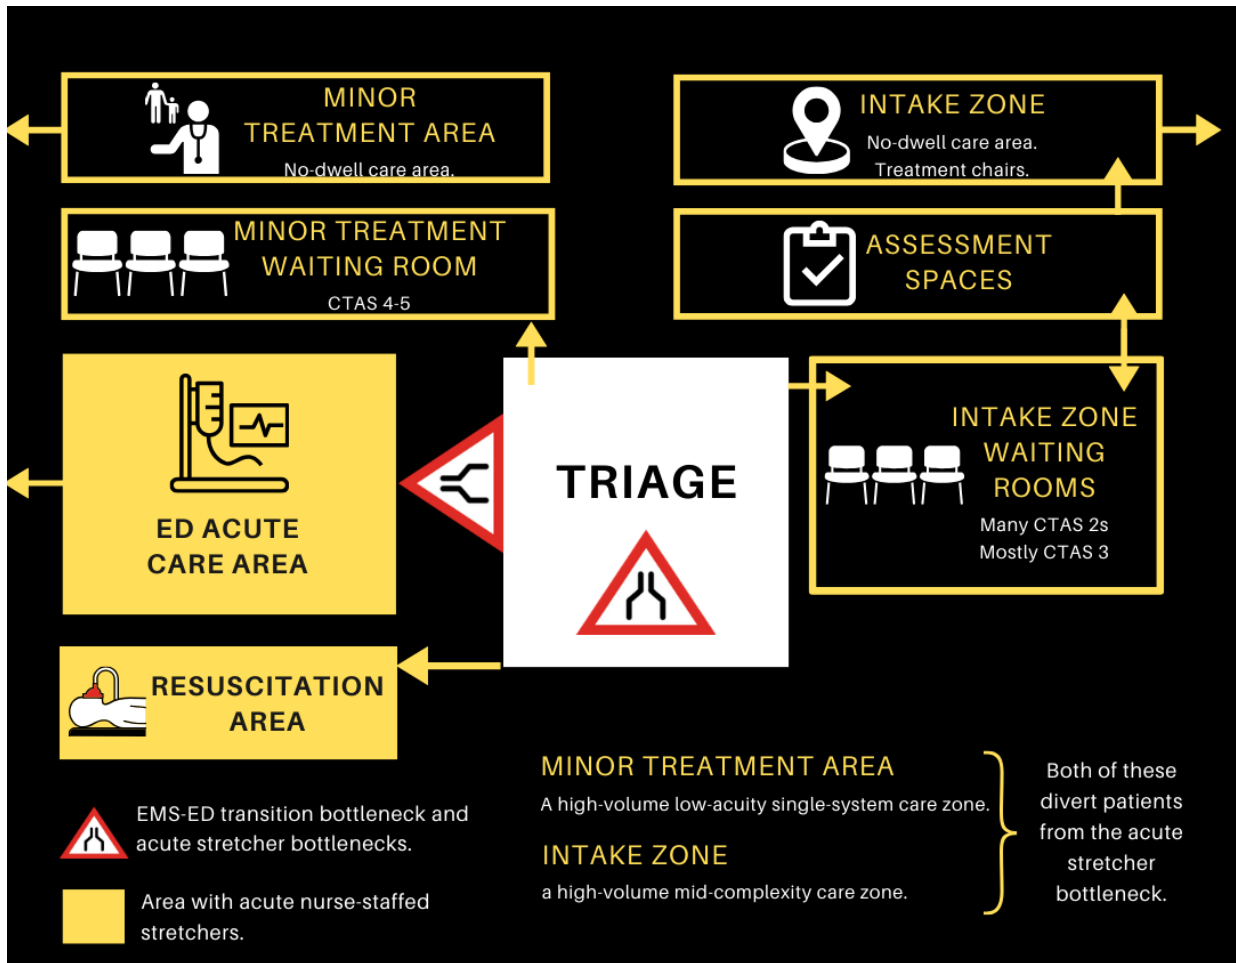 MINOR
TREATMENT AREA
No-dwell care area.
MINOR TREATMENT
WAITING ROOM
CTAS 4-5
ED ACUTE
CARE AREA
RESUSCITATION
AREA
TRIAGE
INTAKE ZONE
No-dwell care area.
Treatment chairs.
ASSESSMENT
SPACES
INTAKE ZONE
WAITING
ROOMS
Many CTAS 2s
Mostly CTAS 3
EMS-ED transition bottleneck and
acute stretcher bottlenecks.
Area with acute nurse-staffed
stretchers.
MINOR TREATMENT AREA
A high-volume low-acuity single-system care zone.
INTAKE ZONE
a high-volume mid-complexity care zone.
Both of these
divert patients
from the acute
stretcher
bottleneck.